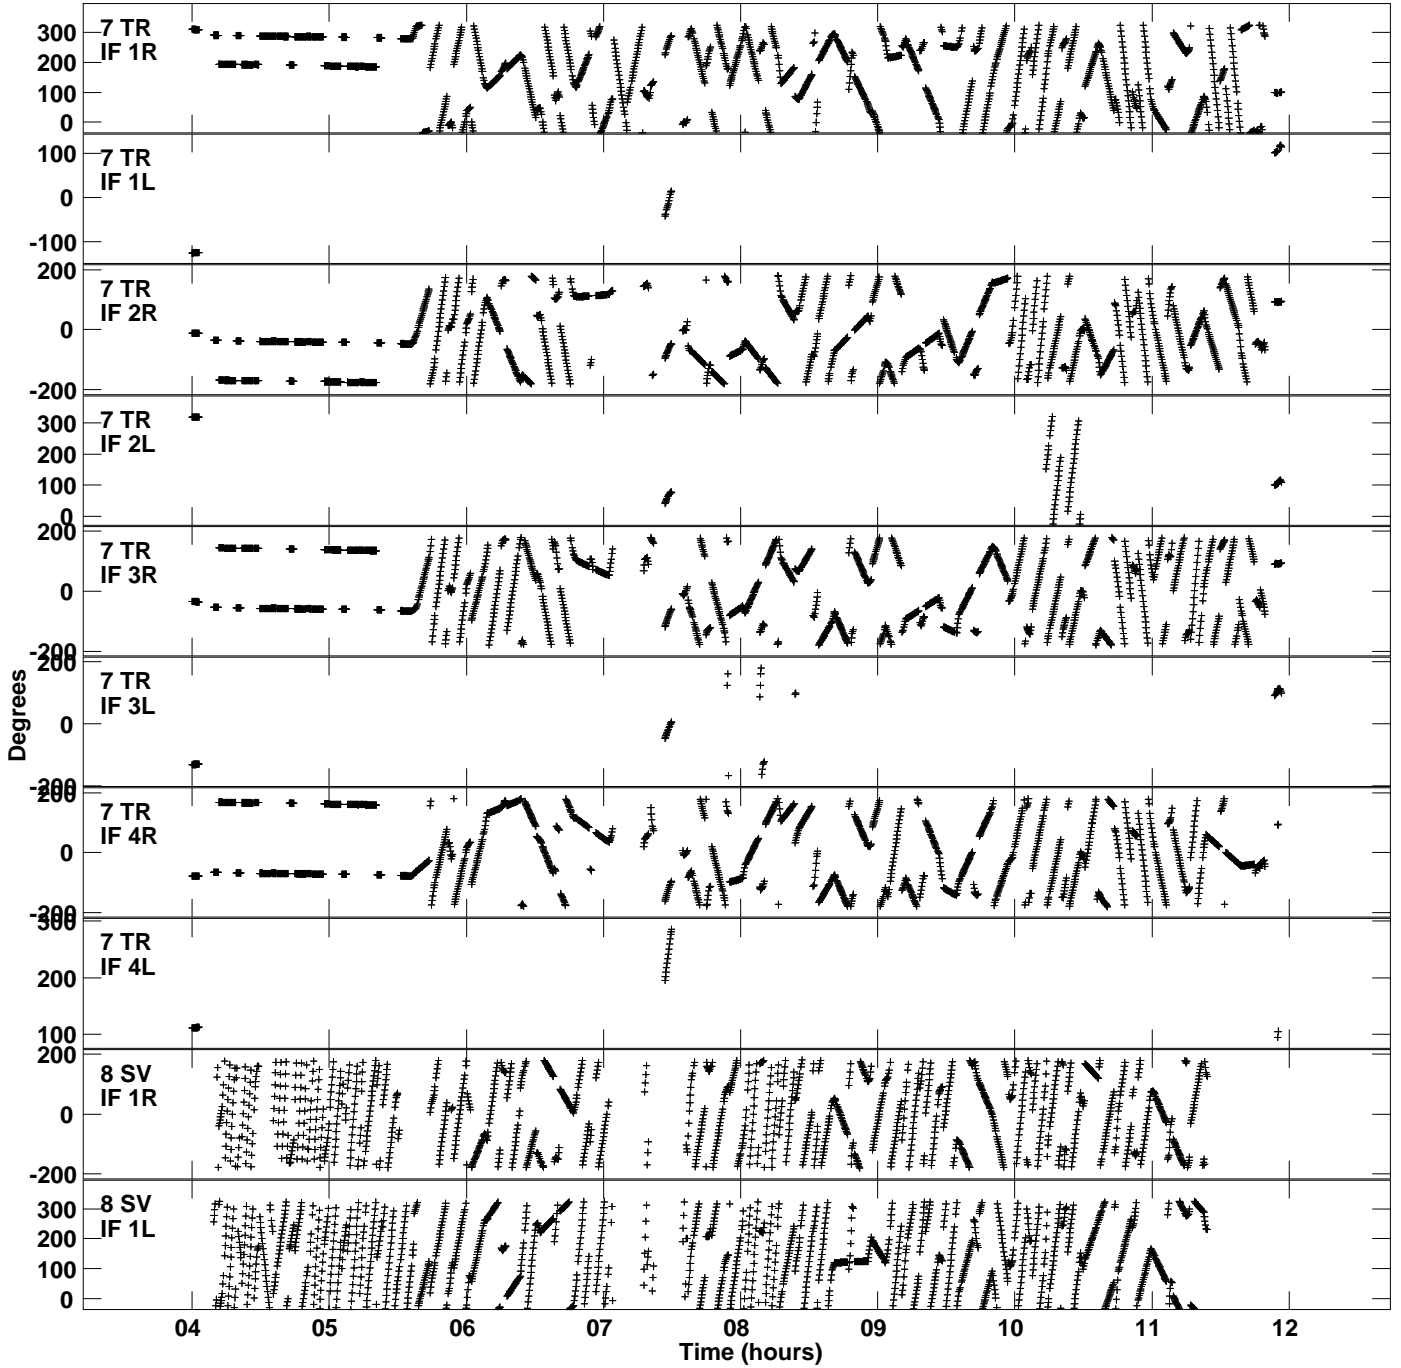 7 TR
IF 1R
300
200
100
0
7 TR
IF 1L
100
0
-100
7 TR
IF 2R
200
0
-200
7 TR
IF 2L
300
200
100
0
7 TR
IF 3R
200
0
-200
7 TR
IF 3L
200
0
-200
7 TR
IF 4R
200
0
-200
7 TR
IF 4L
300
200
100
8 SV
IF 1R
200
0
-200
8 SV
IF 1L
300
200
100
0
Degrees
04 05 06 07 08 09 10 11 12
Time (hours)